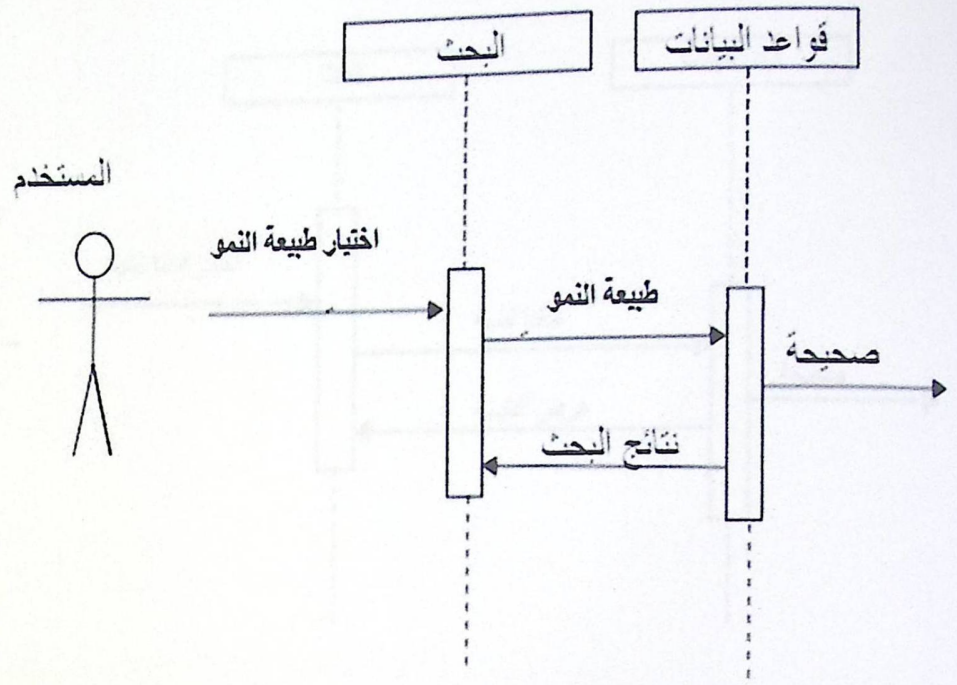 البحث
قواعد البيانات
المستخدم
اختيار طبيعة النمو
طبيعة النمو
صحيحة
نتائج البحث